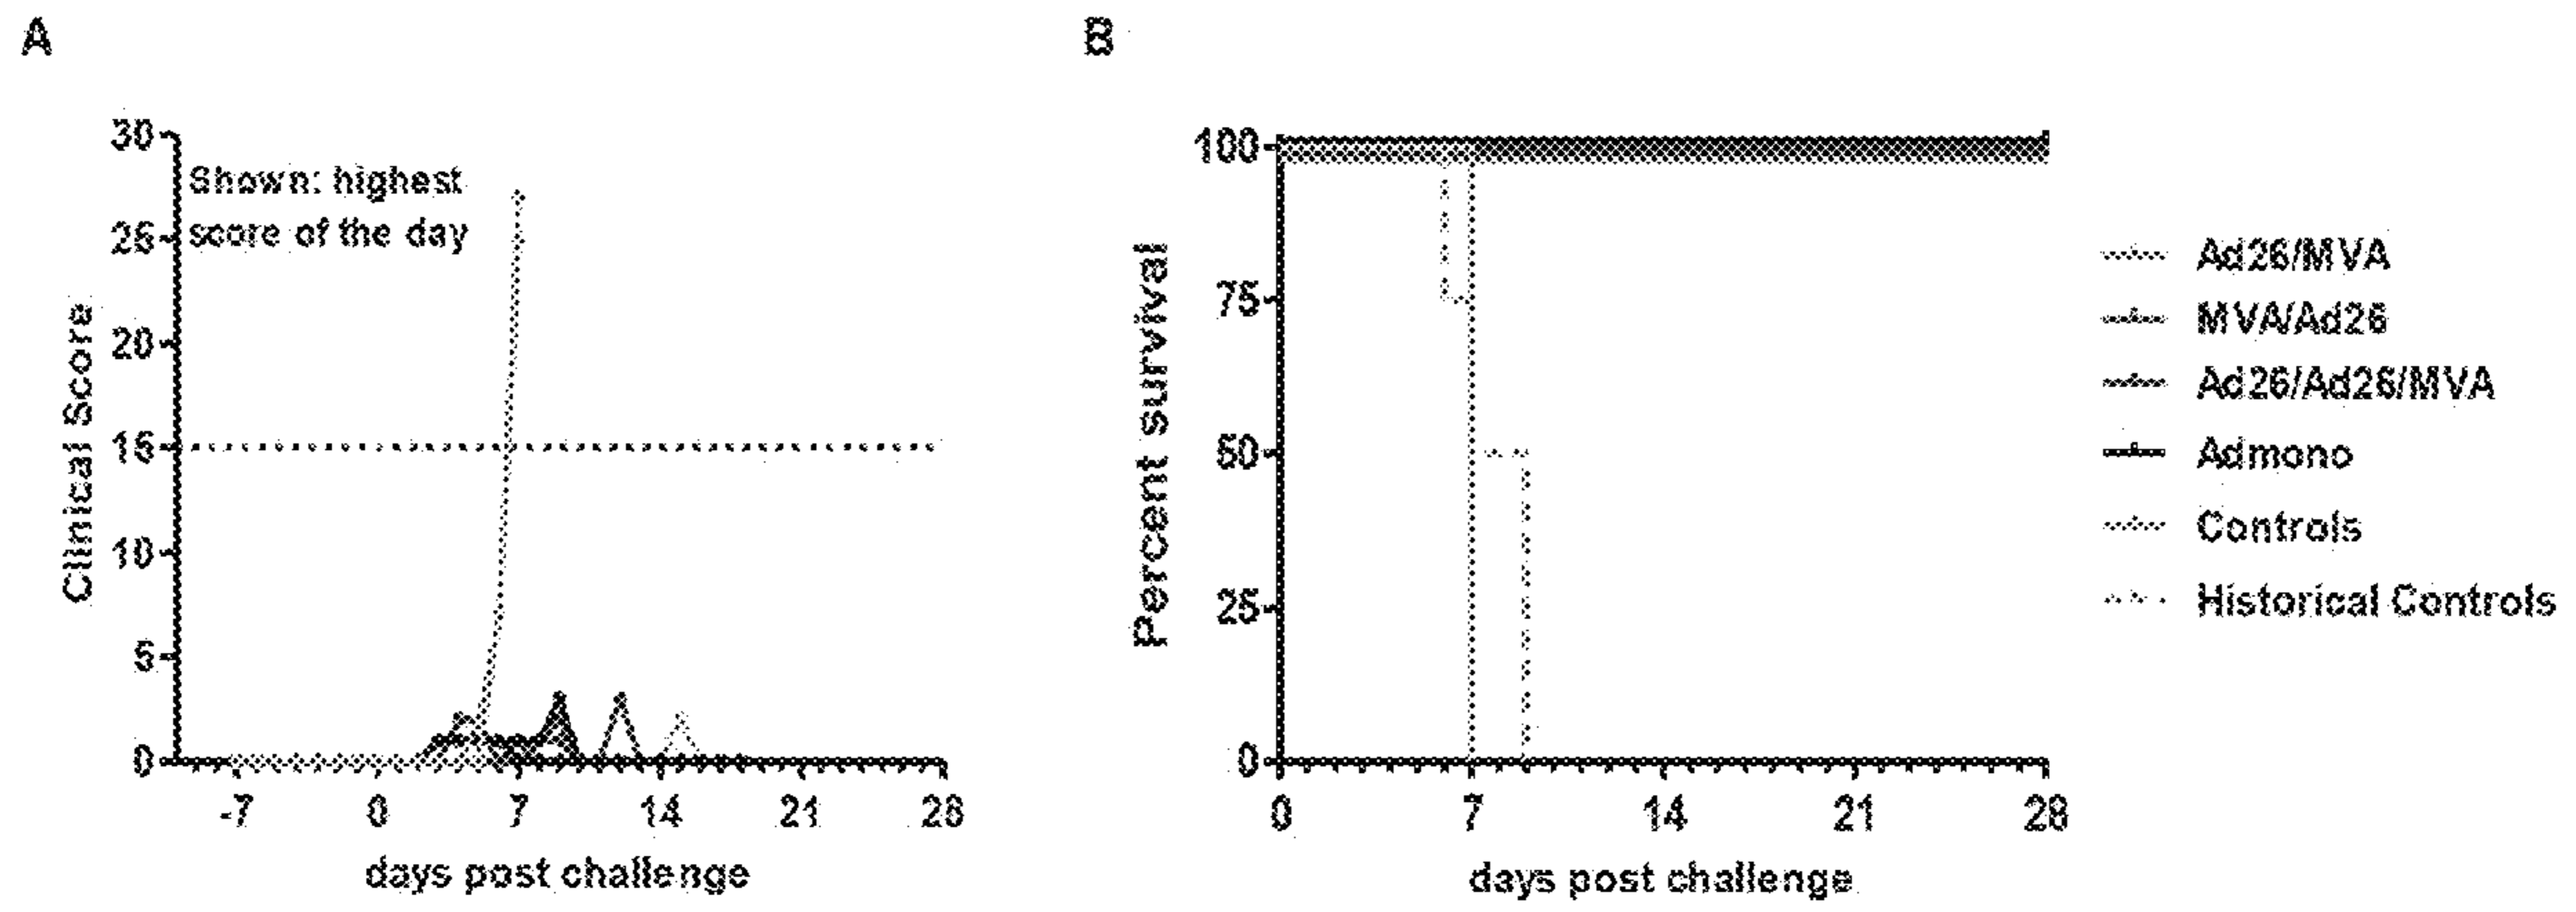 A
B
30
25
20
15
10
5
0
Shown: highest
score of the day
Clinical Score
-7
0
7
14
21
28
days post challenge
100
75
50
25
0
Percent survival
0
7
14
21
28
days post challenge
Ad26/MVA
MVA/Ad26
Ad26/Ad26/MVA
Admono
Controls
Historical Controls